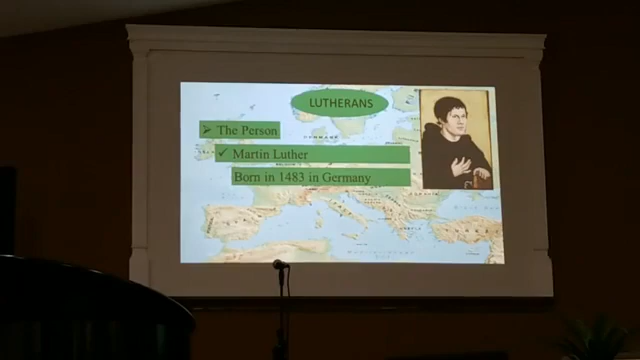 LUTHERANS
The Person
Martin Luther
Born in 1483 in Germany